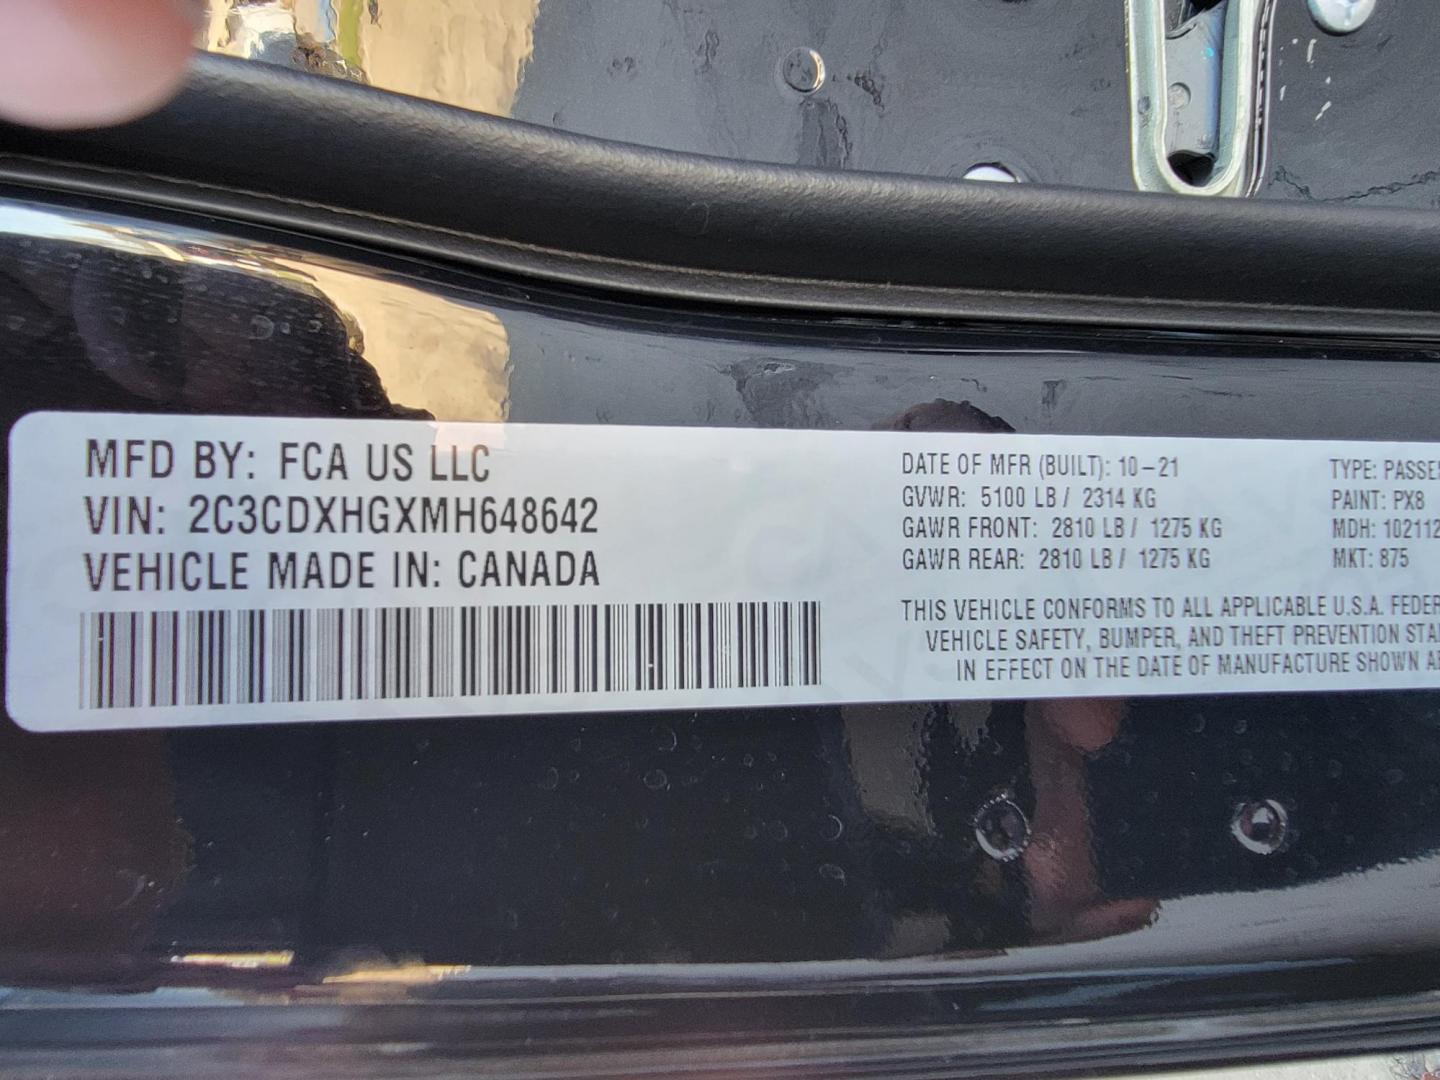 MFD BY: FCA US LLC
VIN: 2C3CDXHGXMH648642
VEHICLE MADE IN: CANADA
DATE OF MFR (BUILT): 10-21
GVWR: 5100 LB / 2314 KG
GAWR FRONT: 2810 LB / 1275 KG
GAWR REAR: 2810 LB / 1275 KG
TYPE: PASSE
PAINT: PX8
MDH: 102112
MKT: 875
THIS VEHICLE CONFORMS TO ALL APPLICABLE U.S.A. FEDER
VEHICLE SAFETY, BUMPER, AND THEFT PREVENTION STA
IN EFFECT ON THE DATE OF MANUFACTURE SHOWN A